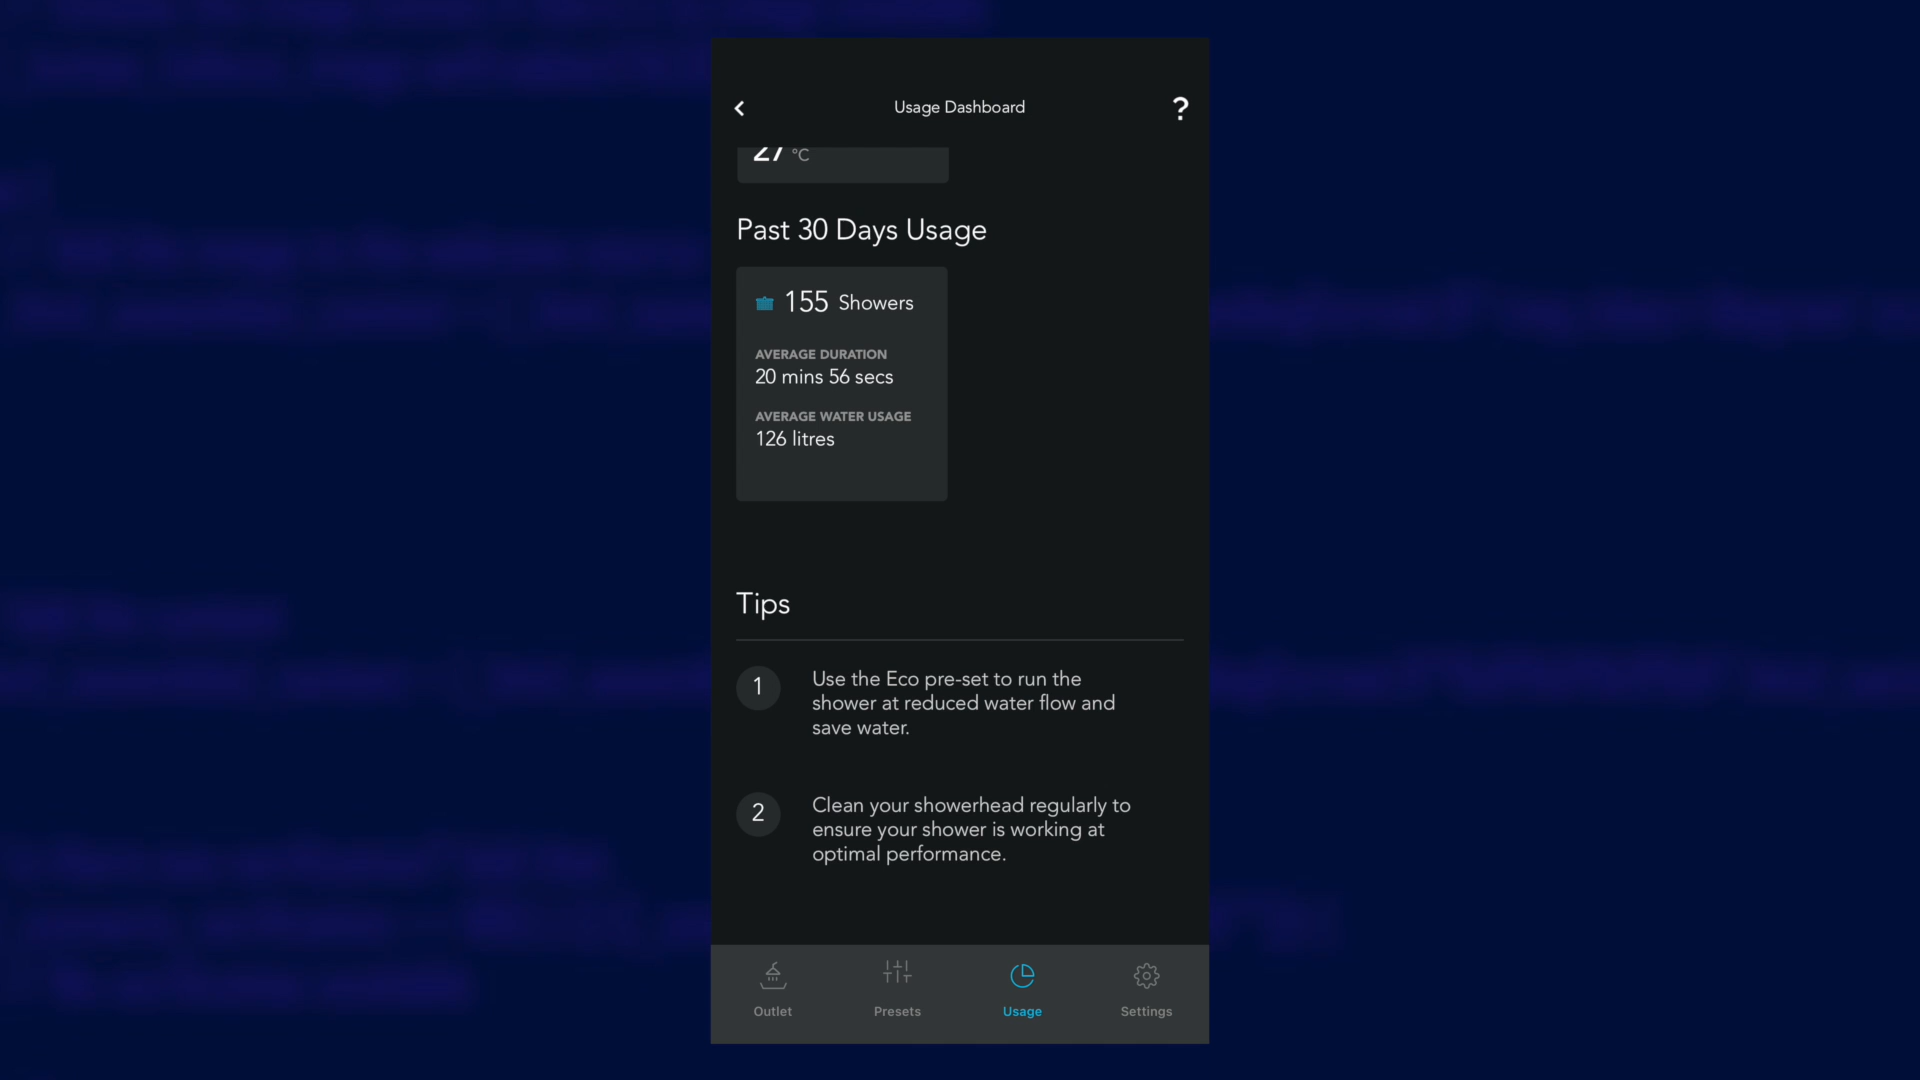 Usage Dashboard
?
27 °C
Past 30 Days Usage
155 Showers
AVERAGE DURATION
20 mins 56 secs
AVERAGE WATER USAGE
126 litres
Tips
1
Use the Eco pre-set to run the
shower at reduced water flow and
save water.
2
Clean your showerhead regularly to
ensure your shower is working at
optimal performance.
Outlet
Presets
Usage
Settings